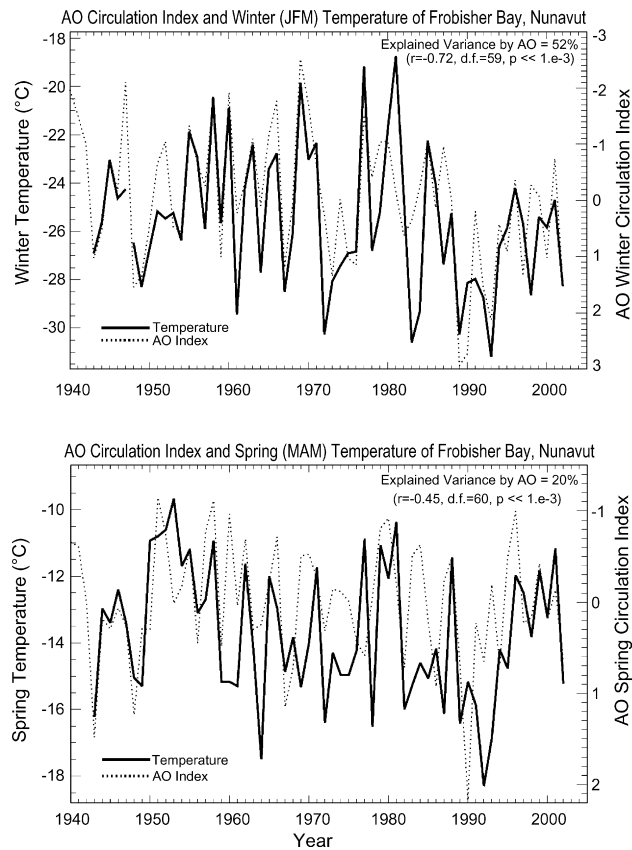 AO Circulation Index and Winter (JFM) Temperature of Frobisher Bay, Nunavut
Explained Variance by AO = 52%
(r=-0.72, d.f.=59, p << 1.e-3)
Winter Temperature (°C)
-18
-20
-22
-24
-26
-28
-30
-3
-2
-1
0
1
2
3
AO Winter Circulation Index
Temperature
AO Index
1940 1950 1960 1970 1980 1990 2000
AO Circulation Index and Spring (MAM) Temperature of Frobisher Bay, Nunavut
Explained Variance by AO = 20%
(r=-0.45, d.f.=60, p << 1.e-3)
Spring Temperature (°C)
-10
-12
-14
-16
-18
-1
0
1
2
AO Spring Circulation Index
Temperature
AO Index
1940 1950 1960 1970 1980 1990 2000
Year